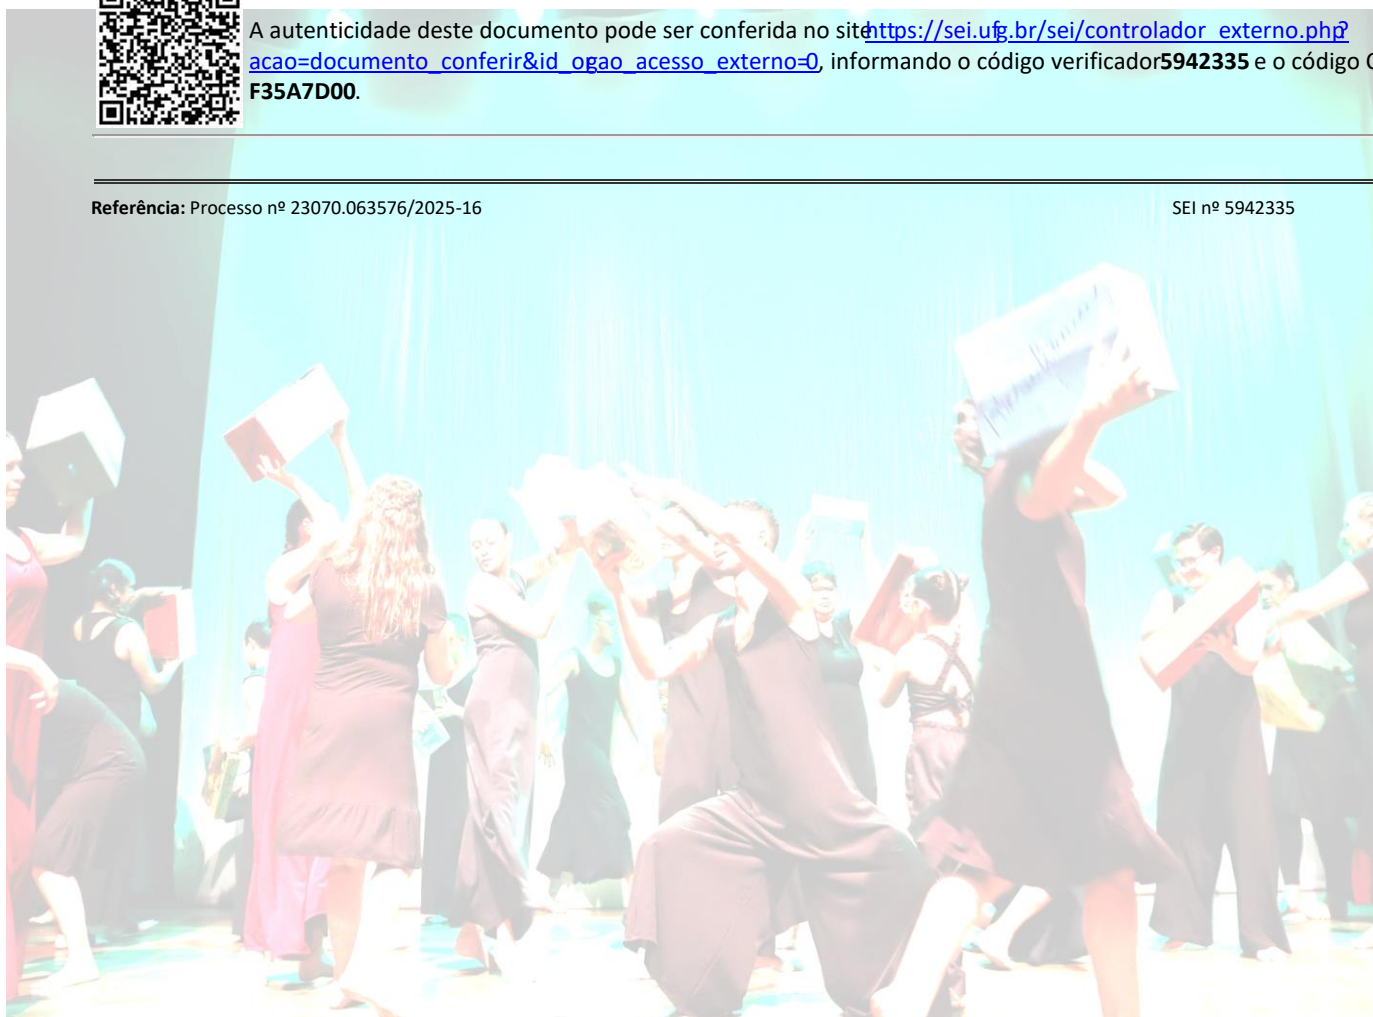 A autenticidade deste documento pode ser conferida no site https://sei.ufg.br/sei/controlador_externo.php?
acao=documento_conferir&id_orgao_acesso_externo=0, informando o código verificador 5942335 e o código
F35A7D00.
Referência: Processo nº 23070.063576/2025-16
SEI nº 5942335